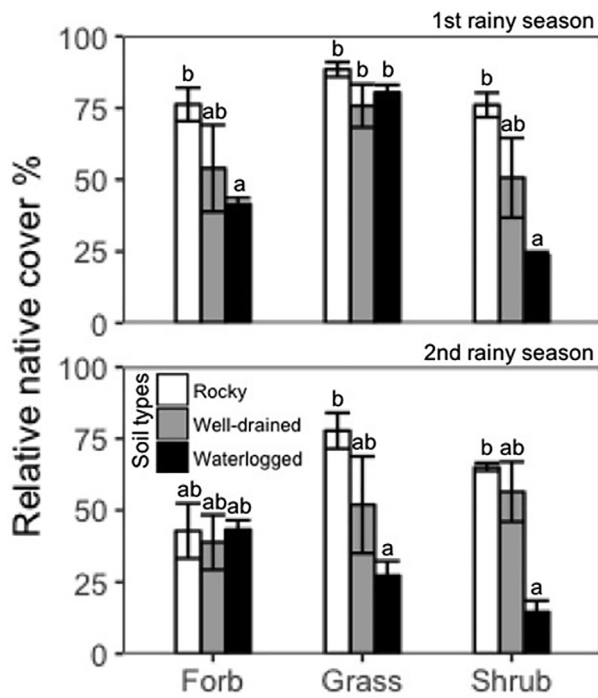 1st rainy season
Relative native cover %
100
75
50
25
0
b
ab
a
b
b
b
b
ab
a
2nd rainy season
100
75
50
25
0
Soil types
Rocky
Well-drained
Waterlogged
ab
ab
ab
b
ab
a
b
ab
a
Forb
Grass
Shrub